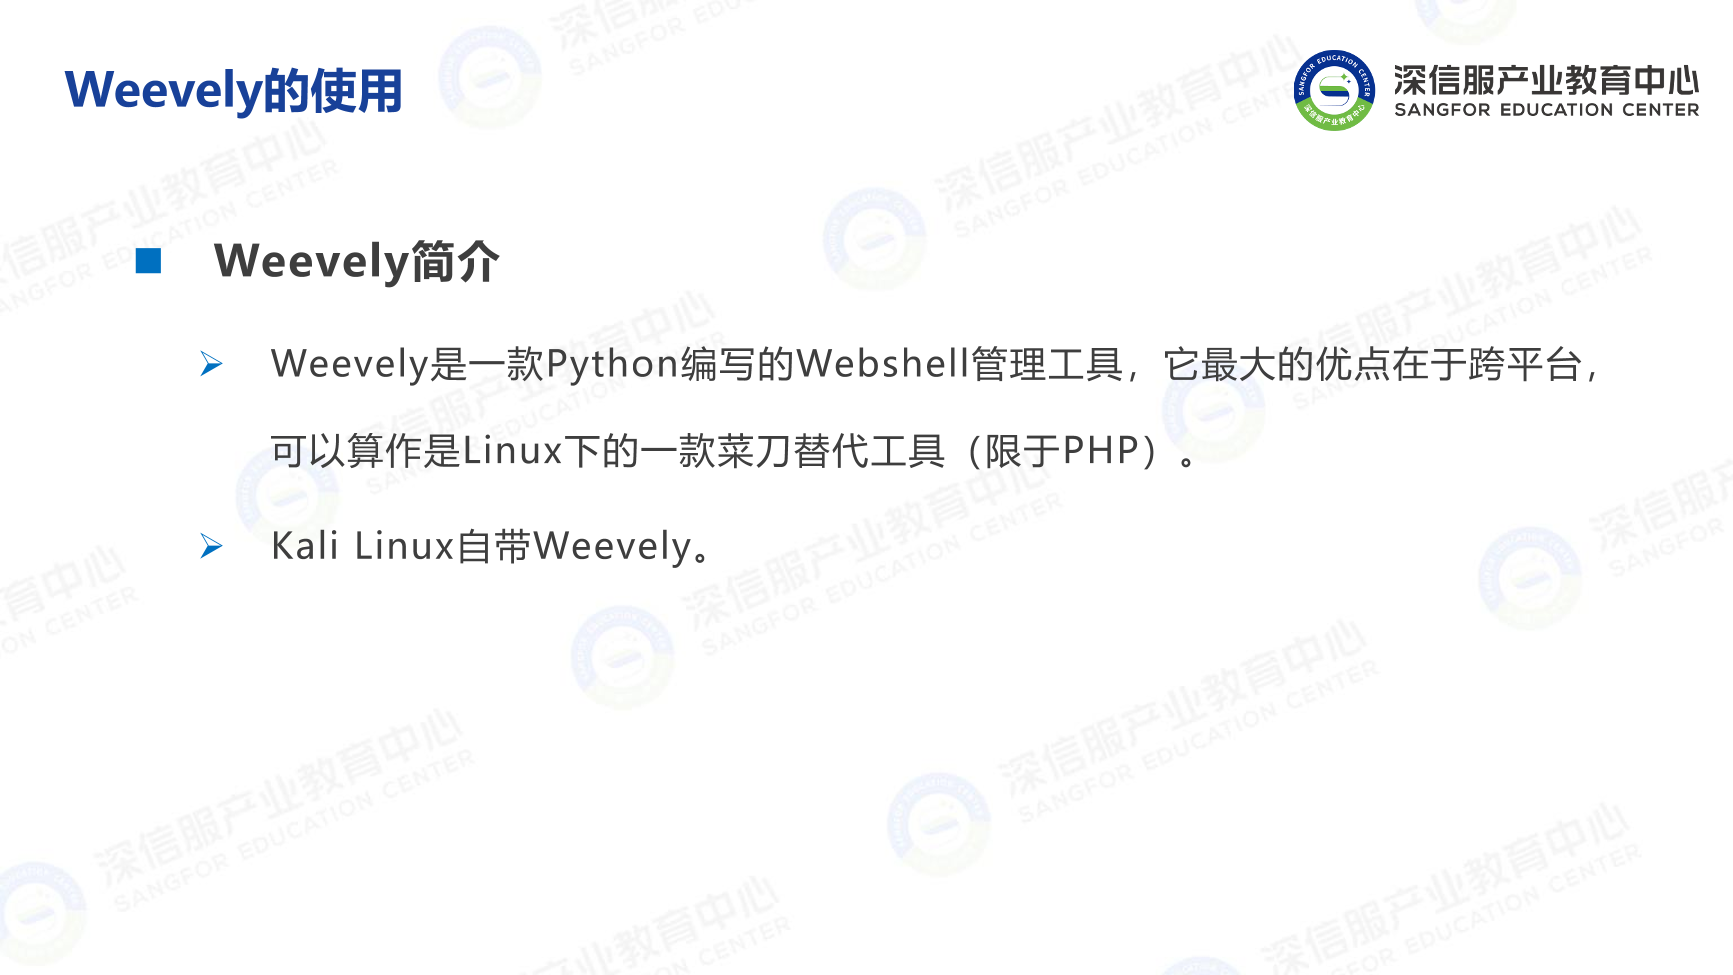 Weevely的使用
深信服产业教育中心
SANGFOR EDUCATION CENTER
Weevely简介
Weevely是一款Python编写的Webshell管理工具，它最大的优点在于跨平台，
可以算作是Linux下的一款菜刀替代工具（限于PHP）。
Kali Linux自带Weevely。